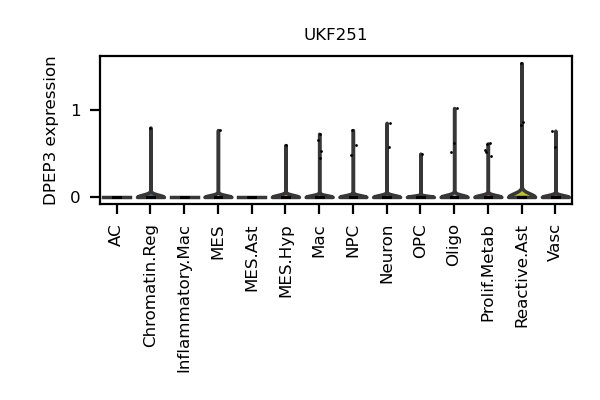 UKF251
DPEP3 expression
1
0
AC
Chromatin.Reg
Inflammatory.Mac
MES
MES.Ast
MES.Hyp
Mac
NPC
Neuron
OPC
Oligo
Prolif.Metab
Reactive.Ast
Vasc